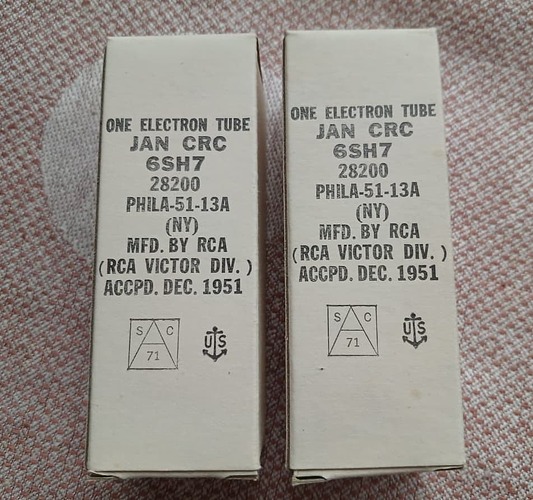 ONE ELECTRON TUBE
JAN CRC
6SH7
28200
PHILA-51-13A
(NY)
MFD. BY RCA
(RCA VICTOR DIV. )
ACCPD. DEC. 1951
S A C
71
U S
ONE ELECTRON TUBE
JAN CRC
6SH7
28200
PHILA-51-13A
(NY)
MFD. BY RCA
(RCA VICTOR DIV. )
ACCPD. DEC. 1951
S A C
71
U S